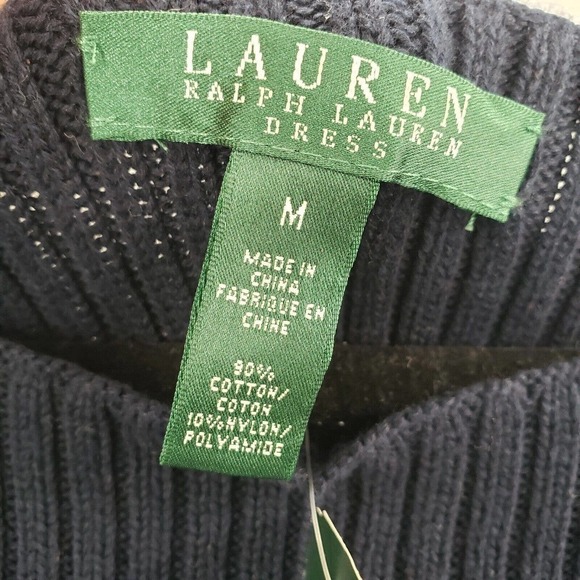 LAUREN
RALPH LAUREN
DRESS
M
MADE IN
CHINA
FABRIQUE EN
CHINE
90%
COTTON/
COTON
10%NYLON/
POLYAMIDE